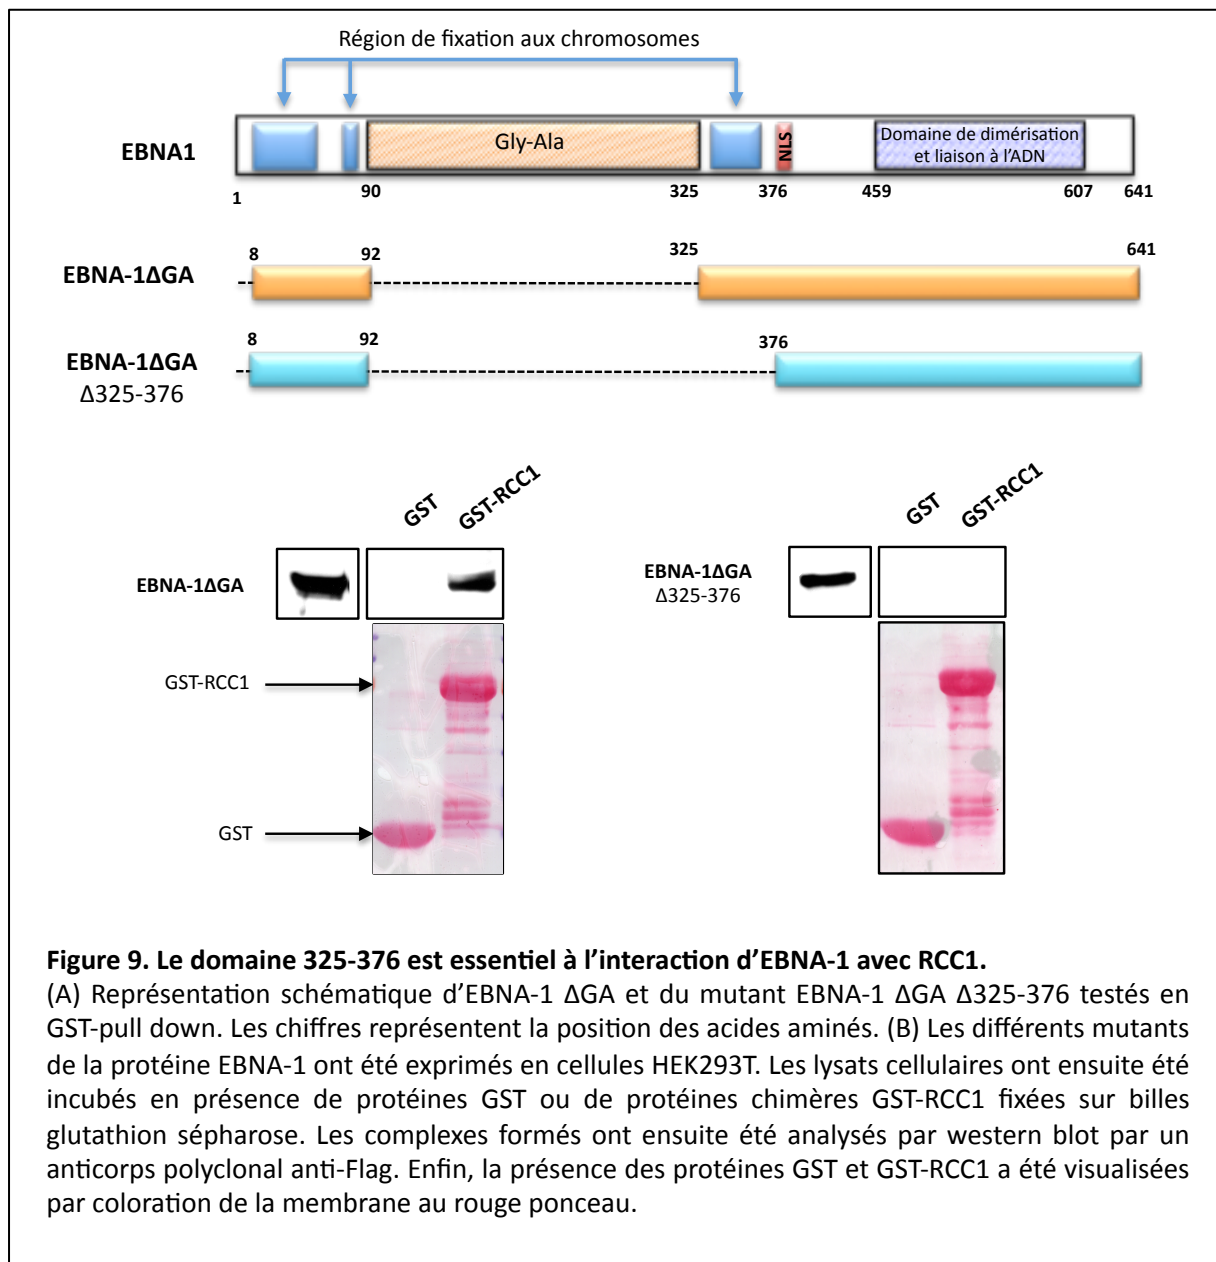 Région de fixation aux chromosomes
EBNA1
Gly-Ala
NLS
Domaine de dimérisation
et liaison à l'ADN
1
90
325
376
459
607
641
EBNA-1ΔGA
8
92
325
641
EBNA-1ΔGA
Δ325-376
8
92
376
GST
GST-RCC1
EBNA-1ΔGA
GST-RCC1
GST
GST
GST-RCC1
EBNA-1ΔGA
Δ325-376
Figure 9. Le domaine 325-376 est essentiel à l'interaction d'EBNA-1 avec RCC1.
(A) Représentation schématique d'EBNA-1 ΔGA et du mutant EBNA-1 ΔGA Δ325-376 testés en
GST-pull down. Les chiffres représentent la position des acides aminés. (B) Les différents mutants
de la protéine EBNA-1 ont été exprimés en cellules HEK293T. Les lysats cellulaires ont ensuite été
incubés en présence de protéines GST ou de protéines chimères GST-RCC1 fixées sur billes
glutathion sépharose. Les complexes formés ont ensuite été analysés par western blot par un
anticorps polyclonal anti-Flag. Enfin, la présence des protéines GST et GST-RCC1 a été visualisées
par coloration de la membrane au rouge ponceau.